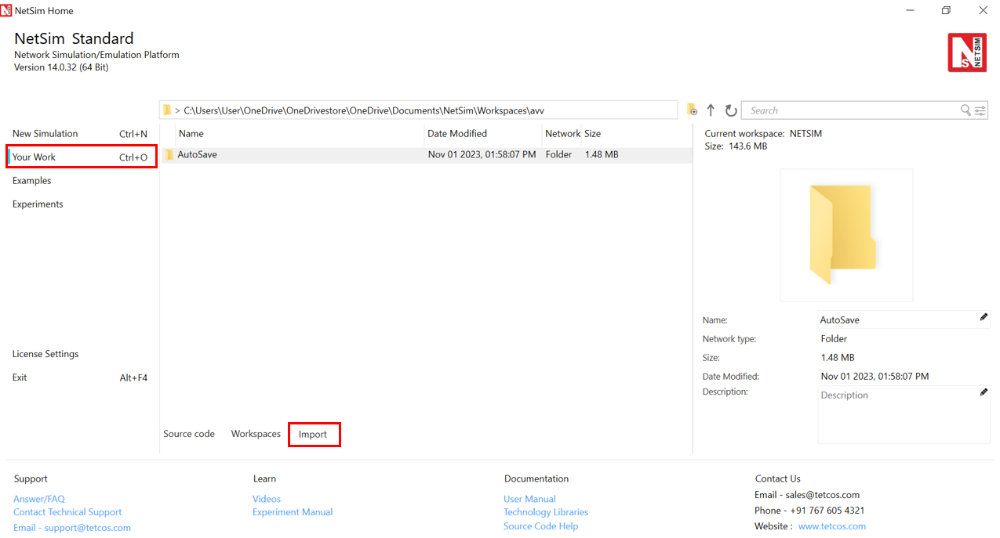 NetSim Home
NetSim Standard
Network Simulation/Emulation Platform
Version 14.0.32 (64 Bit)
NETSIM
> C:\Users\User\OneDrive\OneDrivestore\OneDrive\Documents\NetSim\Workspaces\avv
Search
New Simulation Ctrl+N
Your Work Ctrl+O
Examples
Experiments
License Settings
Exit Alt+F4
Name Date Modified Network Size
AutoSave Nov 01 2023, 01:58:07 PM Folder 1.48 MB
Source code Workspaces Import
Current workspace: NETSIM
Size: 143.6 MB
Name: AutoSave
Network type: Folder
Size: 1.48 MB
Date Modified: Nov 01 2023, 01:58:07 PM
Description: Description
Support
Answer/FAQ
Contact Technical Support
Email - support@tetcos.com
Learn
Videos
Experiment Manual
Documentation
User Manual
Technology Libraries
Source Code Help
Contact Us
Email - sales@tetcos.com
Phone - +91 767 605 4321
Website : www.tetcos.com